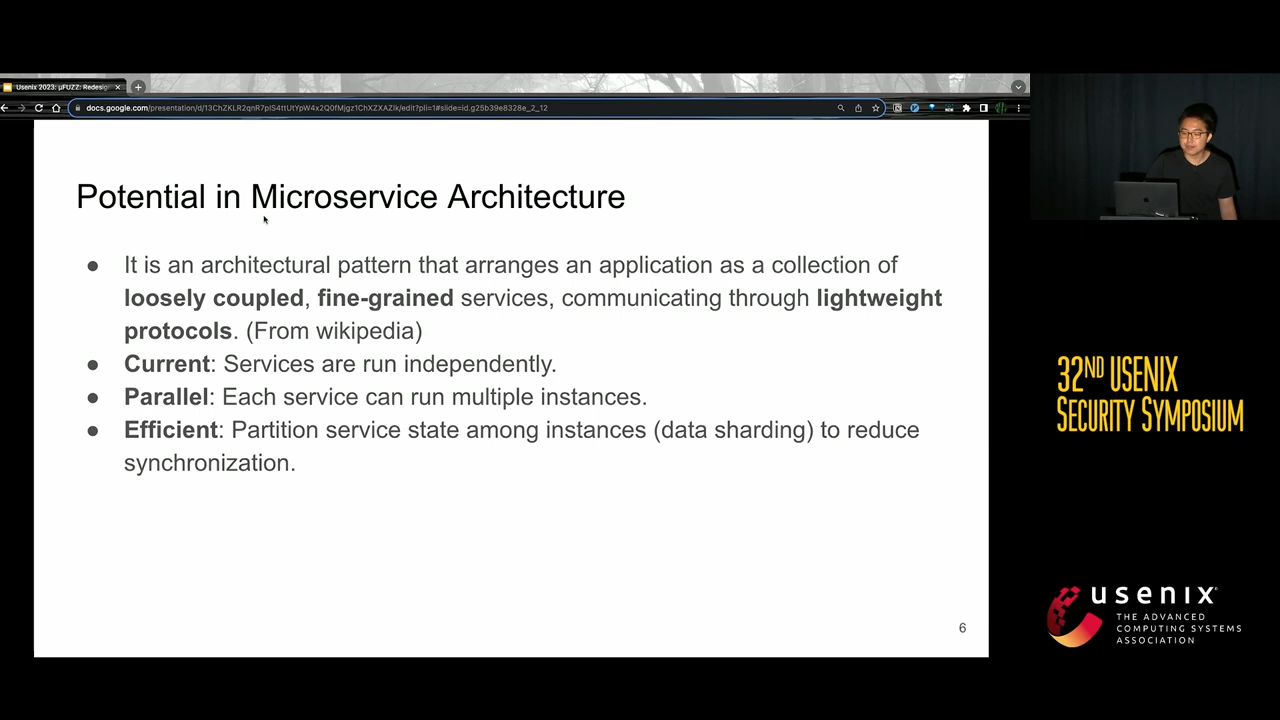 Usenix 2023: µFUZZ: Redesig
docs.google.com/presentation/d/13ChZKLR2qnR7pIS4ttUtYpW4x2Q0fMjgz1ChXZXAZIk/edit?pli=1#slide=id.g25b39e8328e_2_12
Potential in Microservice Architecture
● It is an architectural pattern that arranges an application as a collection of
loosely coupled, fine-grained services, communicating through lightweight
protocols. (From wikipedia)
● Current: Services are run independently.
● Parallel: Each service can run multiple instances.
● Efficient: Partition service state among instances (data sharding) to reduce
synchronization.
6
32ND USENIX
SECURITY SYMPOSIUM
usenix
THE ADVANCED
COMPUTING SYSTEMS
ASSOCIATION